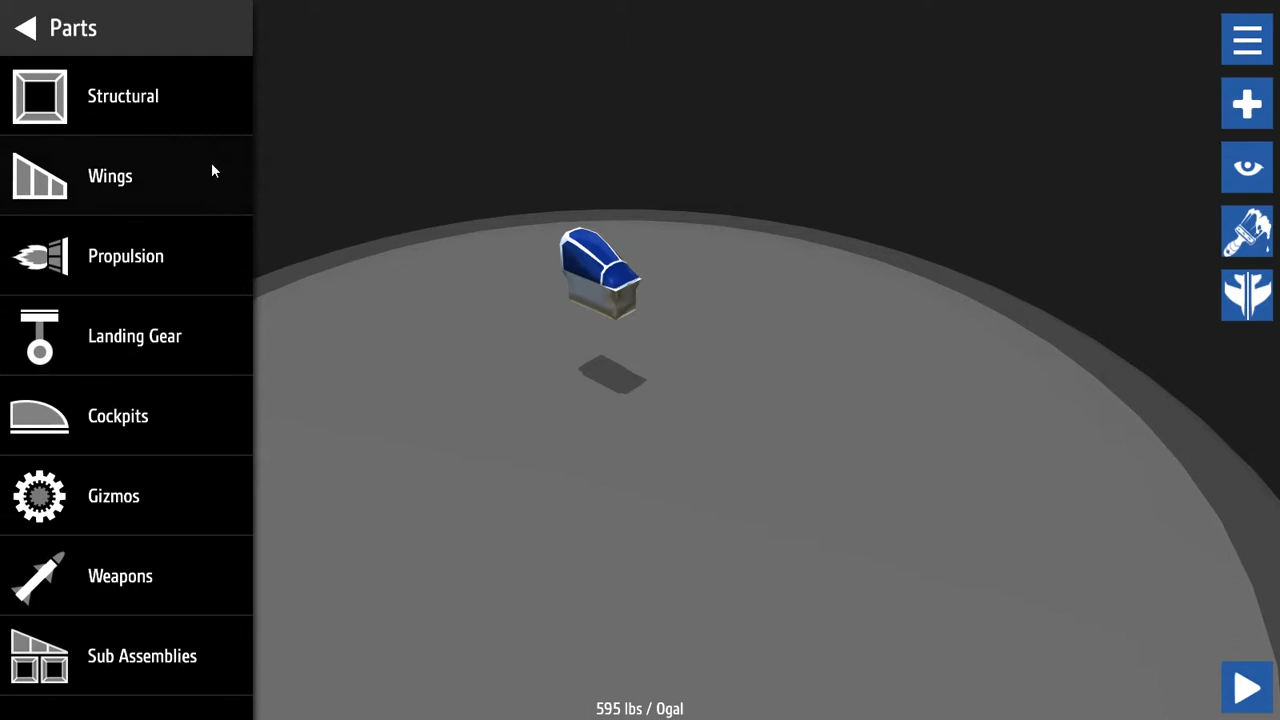 Parts
Structural
Wings
Propulsion
Landing Gear
Cockpits
Gizmos
Weapons
Sub Assemblies
595 lbs / 0gal